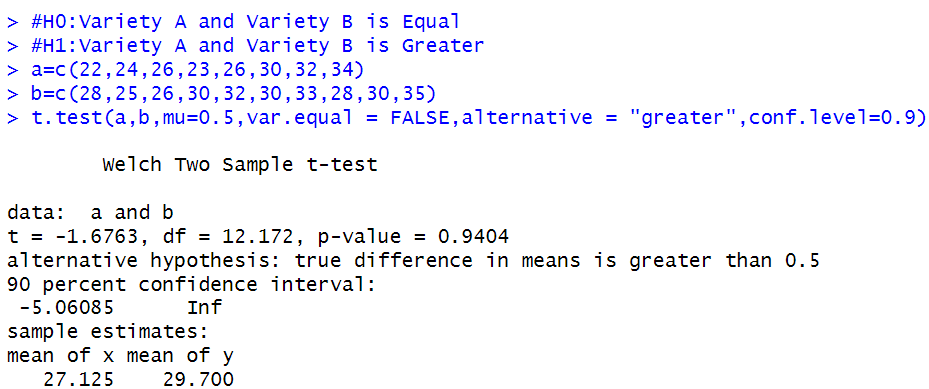 > #H0:Variety A and Variety B is Equal
> #H1:Variety A and Variety B is Greater
> a=c(22,24,26,23,26,30,32,34)
> b=c(28,25,26,30,32,30,33,28,30,35)
> t.test(a,b,mu=0.5,var.equal = FALSE,alternative = "greater",conf.level=0.9)
Welch Two Sample t-test
data:  a and b
t = -1.6763, df = 12.172, p-value = 0.9404
alternative hypothesis: true difference in means is greater than 0.5
90 percent confidence interval:
 -5.06085      Inf
sample estimates:
mean of x mean of y
   27.125    29.700